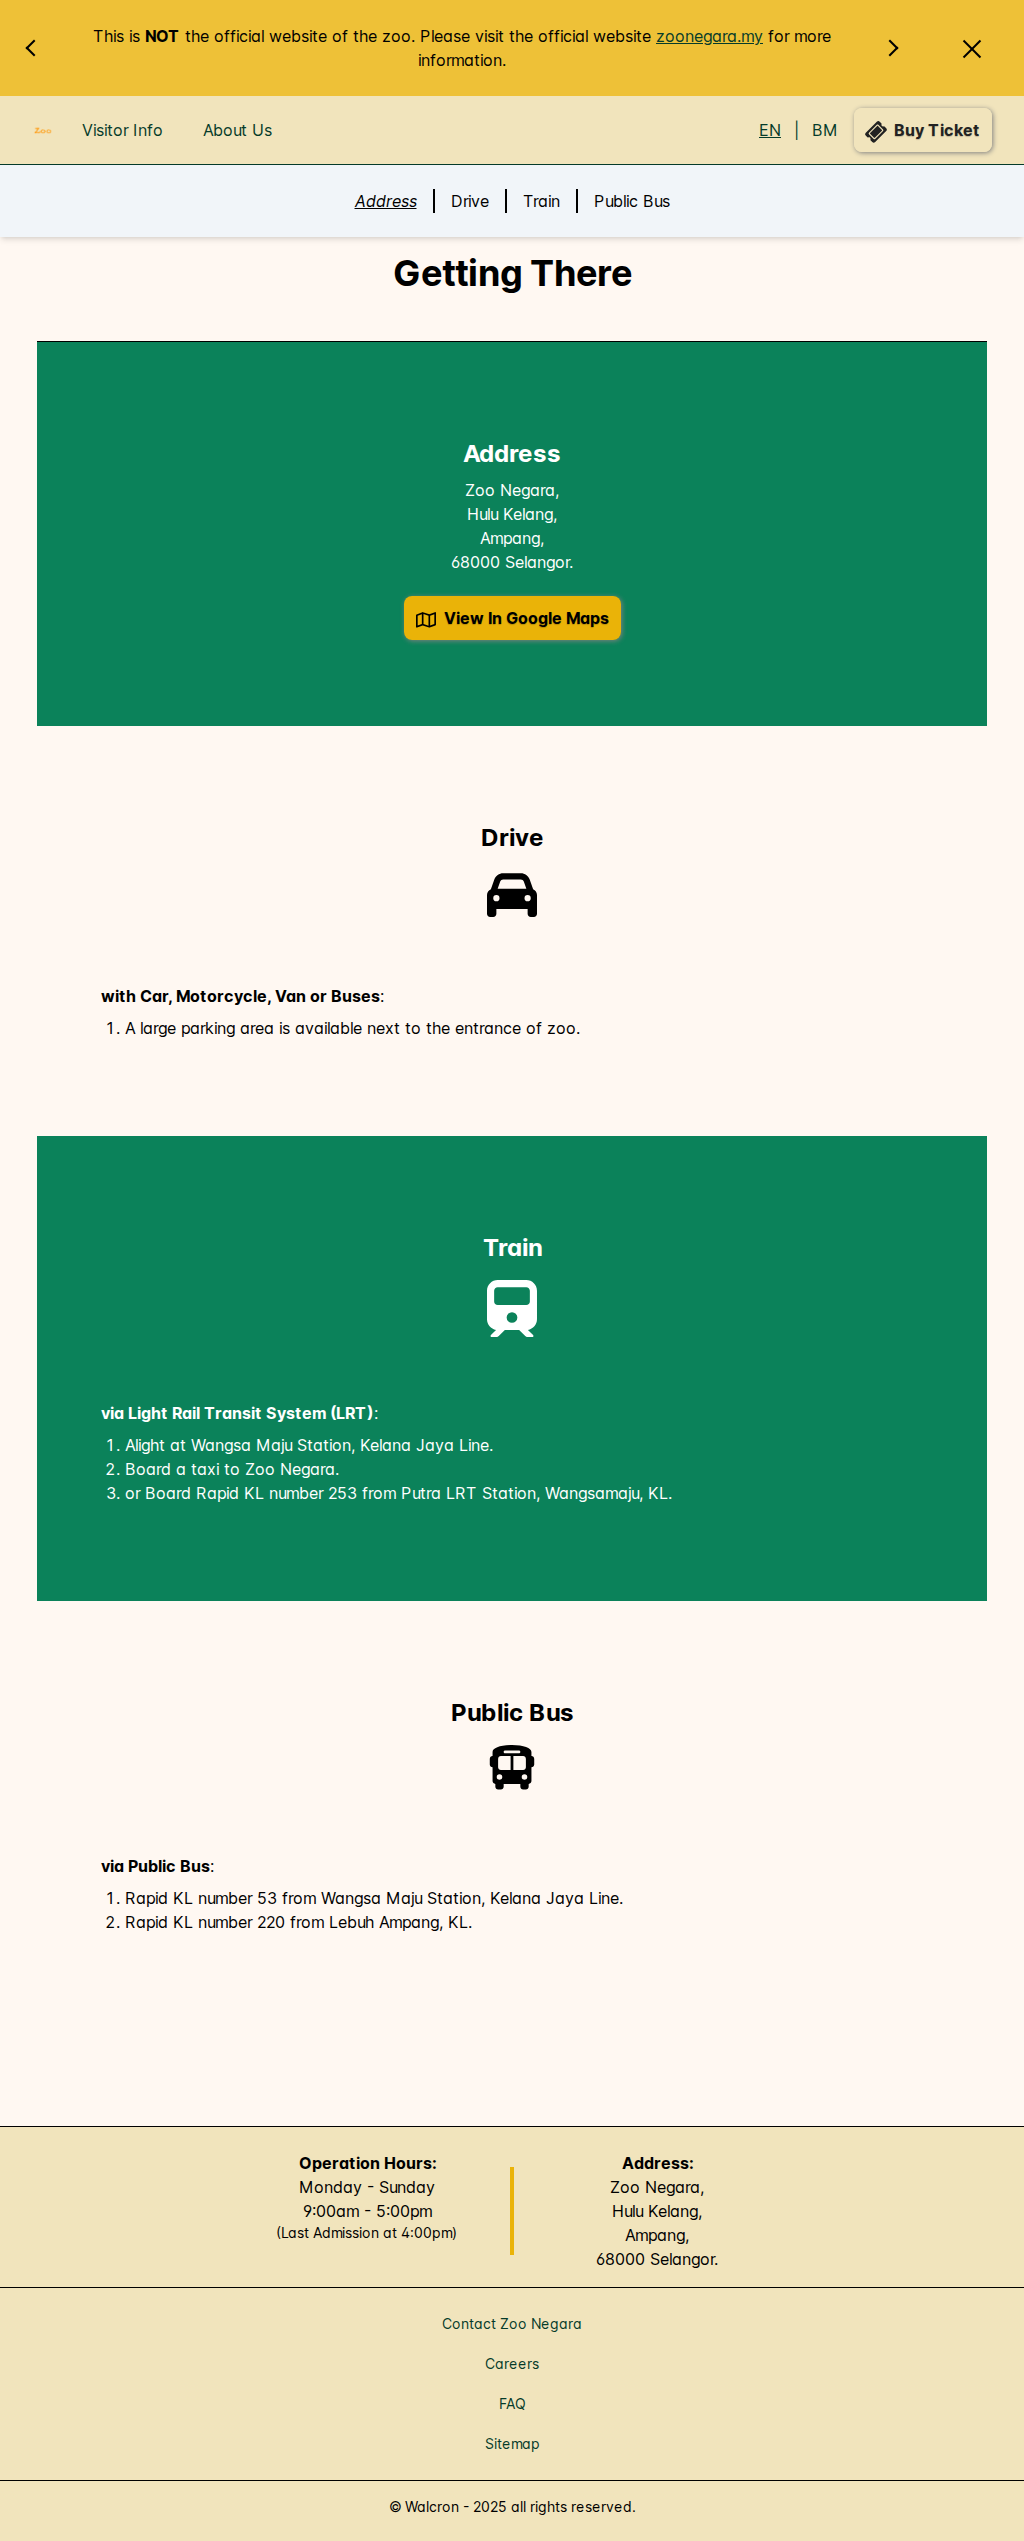 This is NOT the official website of the zoo. Please visit the official website zoonegara.my for more
information.
Zoo
Visitor Info
About Us
EN | BM
Buy Ticket
Address
Drive
Train
Public Bus
Getting There
Address
Zoo Negara,
Hulu Kelang,
Ampang,
68000 Selangor.
View In Google Maps
Drive
with Car, Motorcycle, Van or Buses:
1. A large parking area is available next to the entrance of zoo.
Train
via Light Rail Transit System (LRT):
1. Alight at Wangsa Maju Station, Kelana Jaya Line.
2. Board a taxi to Zoo Negara.
3. or Board Rapid KL number 253 from Putra LRT Station, Wangsamaju, KL.
Public Bus
via Public Bus:
1. Rapid KL number 53 from Wangsa Maju Station, Kelana Jaya Line.
2. Rapid KL number 220 from Lebuh Ampang, KL.
Operation Hours:
Monday - Sunday
9:00am - 5:00pm
(Last Admission at 4:00pm)
Address:
Zoo Negara,
Hulu Kelang,
Ampang,
68000 Selangor.
Contact Zoo Negara
Careers
FAQ
Sitemap
© Walcron - 2025 all rights reserved.